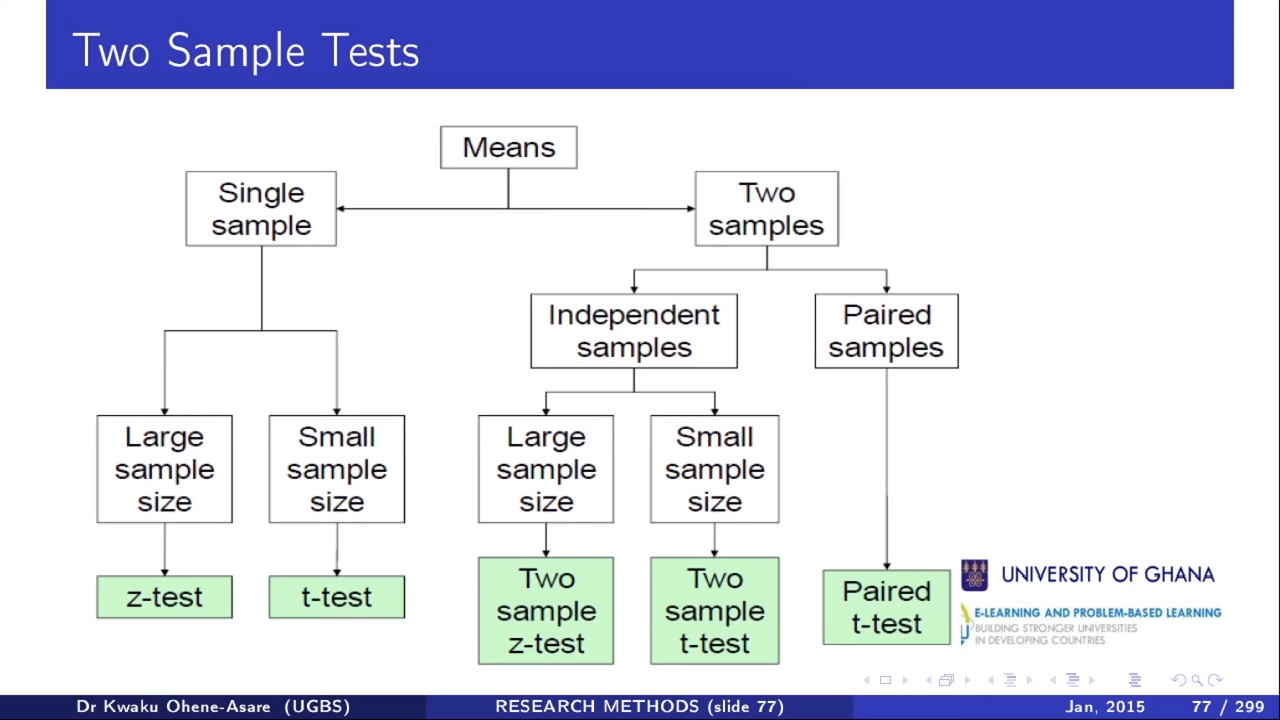 Two Sample Tests
Means
Single
sample
Two
samples
Independent
samples
Paired
samples
Large
sample
size
Small
sample
size
Large
sample
size
Small
sample
size
z-test
t-test
Two
sample
z-test
Two
sample
t-test
Paired
t-test
UNIVERSITY OF GHANA
E-LEARNING AND PROBLEM-BASED LEARNING
BUILDING STRONGER UNIVERSITIES
IN DEVELOPING COUNTRIES
Dr Kwaku Ohene-Asare (UGBS)
RESEARCH METHODS (slide 77)
Jan, 2015
77 / 299